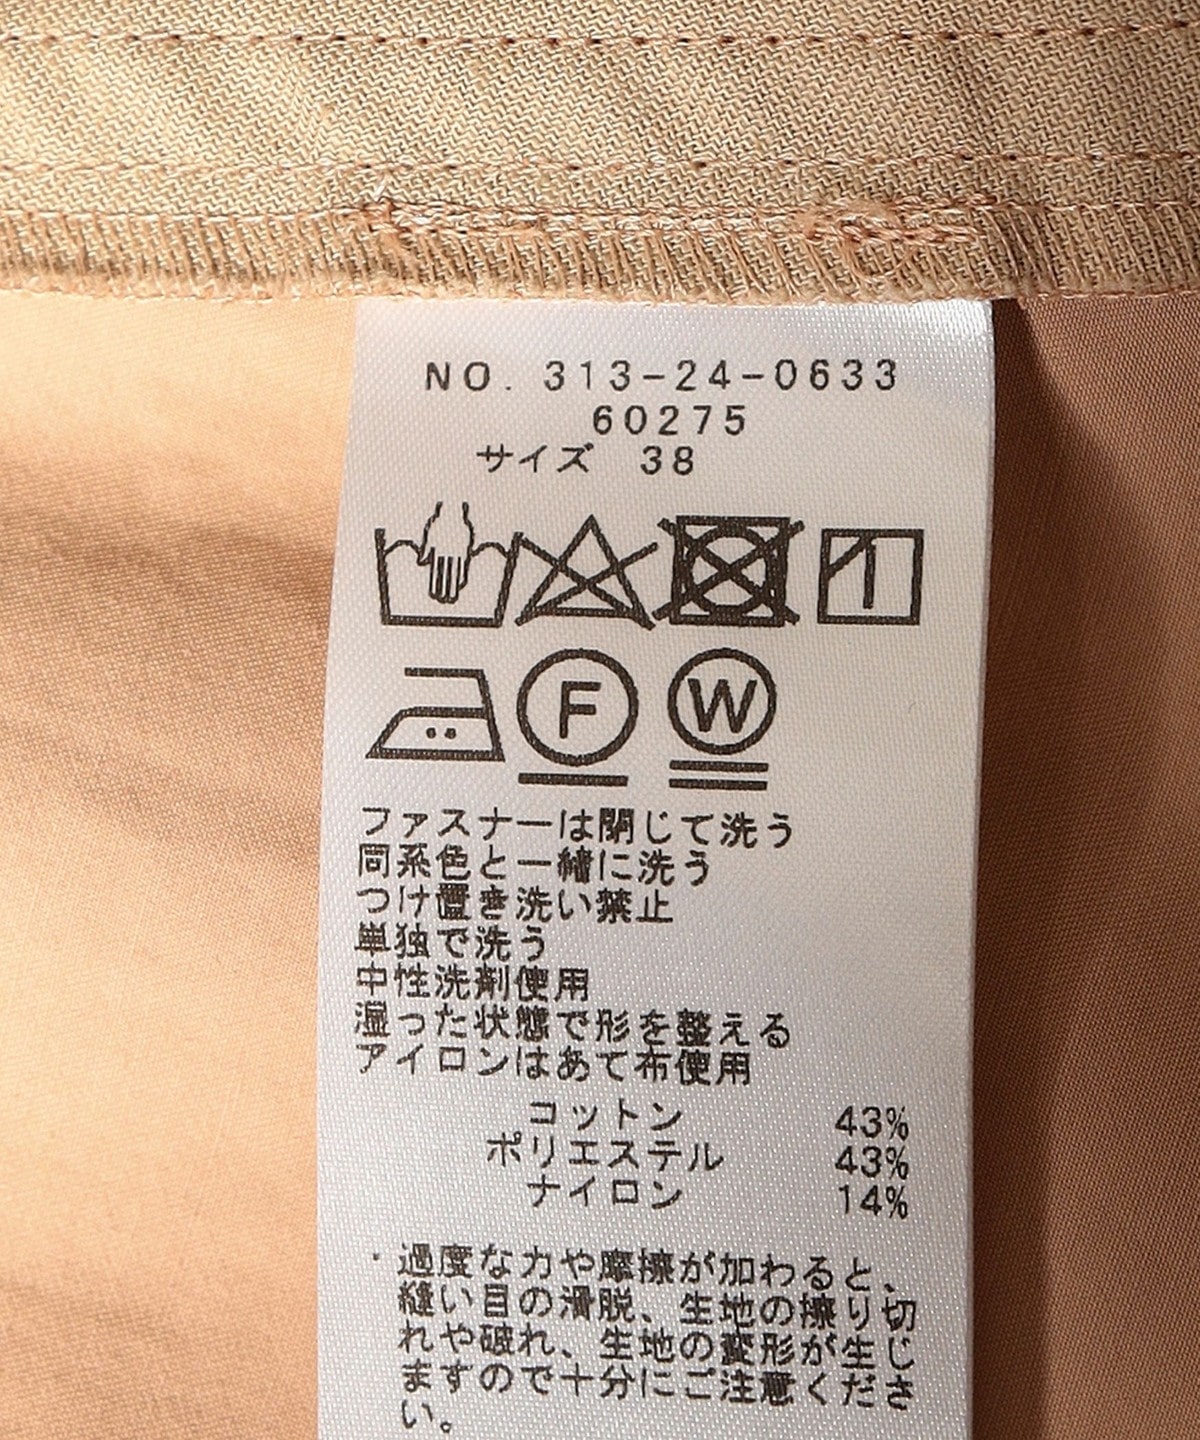 NO. 313-24-0633
60275
サイズ 38
F W
ファスナーは閉じて洗う
同系色と一緒に洗う
つけ置き洗い禁止
単独で洗う
中性洗剤使用
湿った状態で形を整える
アイロンはあて布使用
コットン 43%
ポリエステル 43%
ナイロン 14%
・過度な力や摩擦が加わると、
縫い目の滑脱、生地の擦り切
れや破れ、生地の変形が生じ
ますので十分にご注意くださ
い。